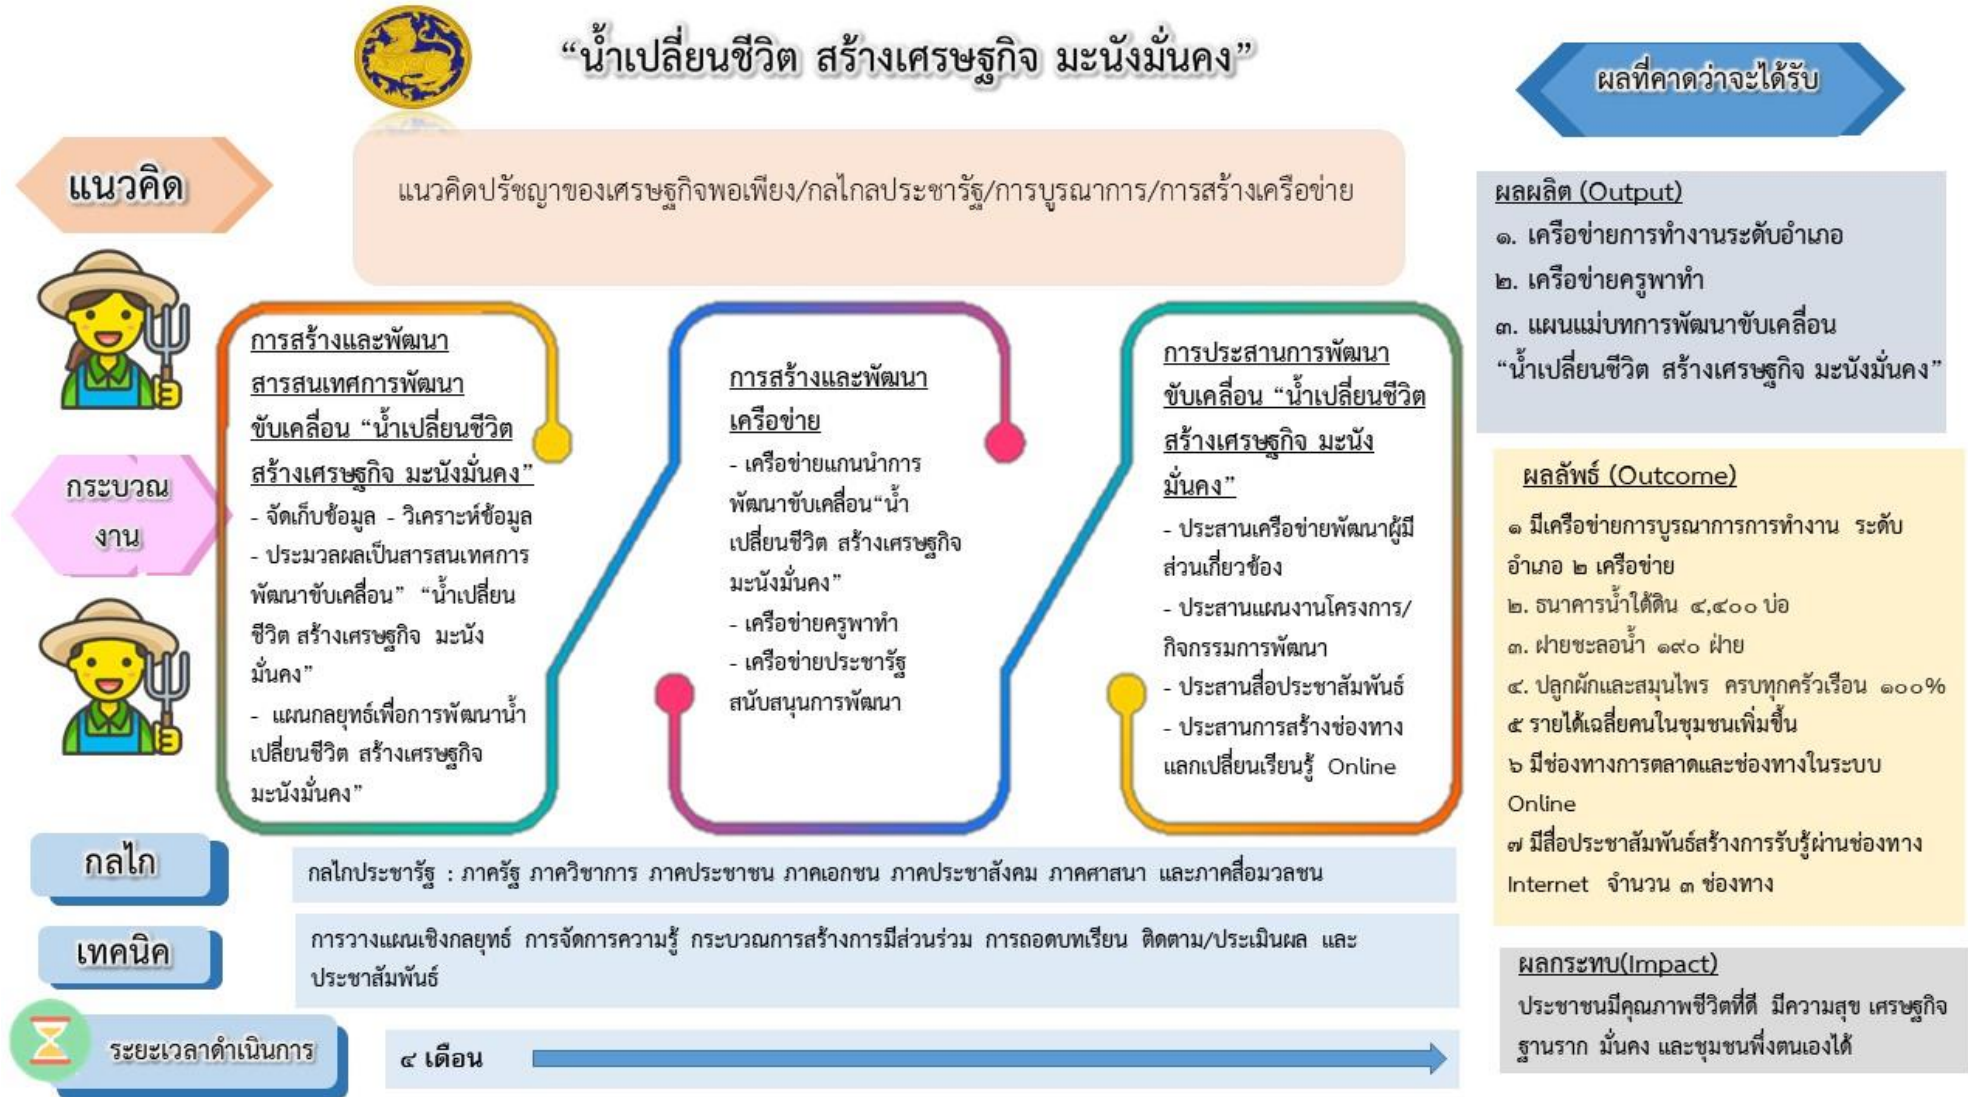 “น้ำเปลี่ยนชีวิต สร้างเศรษฐกิจ มะนังมั่นคง”
แนวคิด
แนวคิดปรัชญาของเศรษฐกิจพอเพียง/กลไกลประชารัฐ/การบูรณาการ/การสร้างเครือข่าย
กระบวณ
งาน
การสร้างและพัฒนา
สารสนเทศการพัฒนา
ขับเคลื่อน “น้ำเปลี่ยนชีวิต
สร้างเศรษฐกิจ มะนังมั่นคง”
- จัดเก็บข้อมูล - วิเคราะห์ข้อมูล
- ประมวลผลเป็นสารสนเทศการ
พัฒนาขับเคลื่อน” “น้ำเปลี่ยน
ชีวิต สร้างเศรษฐกิจ มะนัง
มั่นคง”
- แผนกลยุทธ์เพื่อการพัฒนาน้ำ
เปลี่ยนชีวิต สร้างเศรษฐกิจ
มะนังมั่นคง”
การสร้างและพัฒนา
เครือข่าย
- เครือข่ายแกนนำการ
พัฒนาขับเคลื่อน“น้ำ
เปลี่ยนชีวิต สร้างเศรษฐกิจ
มะนังมั่นคง”
- เครือข่ายครูพาทำ
- เครือข่ายประชารัฐ
สนับสนุนการพัฒนา
การประสานการพัฒนา
ขับเคลื่อน “น้ำเปลี่ยนชีวิต
สร้างเศรษฐกิจ มะนัง
มั่นคง”
- ประสานเครือข่ายพัฒนาผู้มี
ส่วนเกี่ยวข้อง
- ประสานแผนงานโครงการ/
กิจกรรมการพัฒนา
- ประสานสื่อประชาสัมพันธ์
- ประสานการสร้างช่องทาง
แลกเปลี่ยนเรียนรู้ Online
กลไก
กลไกประชารัฐ : ภาครัฐ ภาควิชาการ ภาคประชาชน ภาคเอกชน ภาคประชาสังคม ภาคศาสนา และภาคสื่อมวลชน
เทคนิค
การวางแผนเชิงกลยุทธ์ การจัดการความรู้ กระบวณการสร้างการมีส่วนร่วม การถอดบทเรียน ติดตาม/ประเมินผล และ
ประชาสัมพันธ์
ระยะเวลาดำเนินการ
๔ เดือน
ผลที่คาดว่าจะได้รับ
ผลผลิต (Output)
๑. เครือข่ายการทำงานระดับอำเภอ
๒. เครือข่ายครูพาทำ
๓. แผนแม่บทการพัฒนาขับเคลื่อน
“น้ำเปลี่ยนชีวิต สร้างเศรษฐกิจ มะนังมั่นคง”
ผลลัพธ์ (Outcome)
๑ มีเครือข่ายการบูรณาการการทำงาน ระดับ
อำเภอ ๒ เครือข่าย
๒. ธนาคารน้ำใต้ดิน ๔,๔๐๐ บ่อ
๓. ฝายชะลอน้ำ ๑๙๐ ฝ่าย
๔. ปลูกผักและสมุนไพร ครบทุกครัวเรือน ๑๐๐%
๕ รายได้เฉลี่ยคนในชุมชนเพิ่มขึ้น
๖ มีช่องทางการตลาดและช่องทางในระบบ
Online
๗ มีสื่อประชาสัมพันธ์สร้างการรับรู้ผ่านช่องทาง
Internet จำนวน ๓ ช่องทาง
ผลกระทบ(Impact)
ประชาชนมีคุณภาพชีวิตที่ดี มีความสุข เศรษฐกิจ
ฐานราก มั่นคง และชุมชนพึ่งตนเองได้